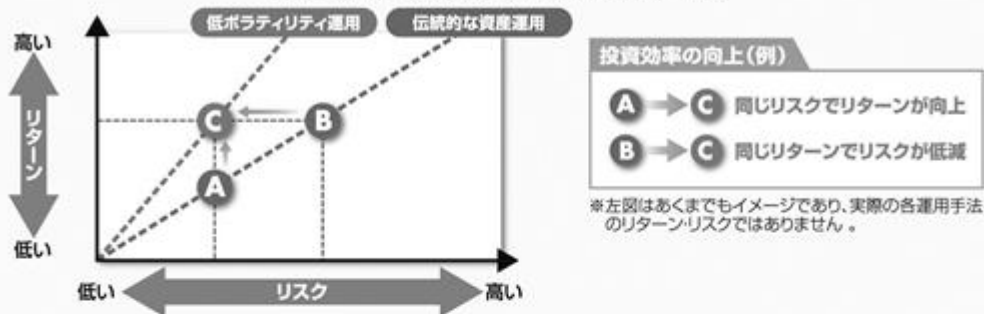 低ボラティリティ運用
伝統的な資産運用
高い
リターン
低い
C
B
A
低い
リスク
高い
投資効率の向上(例)
A C 同じリスクでリターンが向上
B C 同じリターンでリスクが低減
※左図はあくまでもイメージであり、実際の各運用手法
のリターン・リスクではありません。